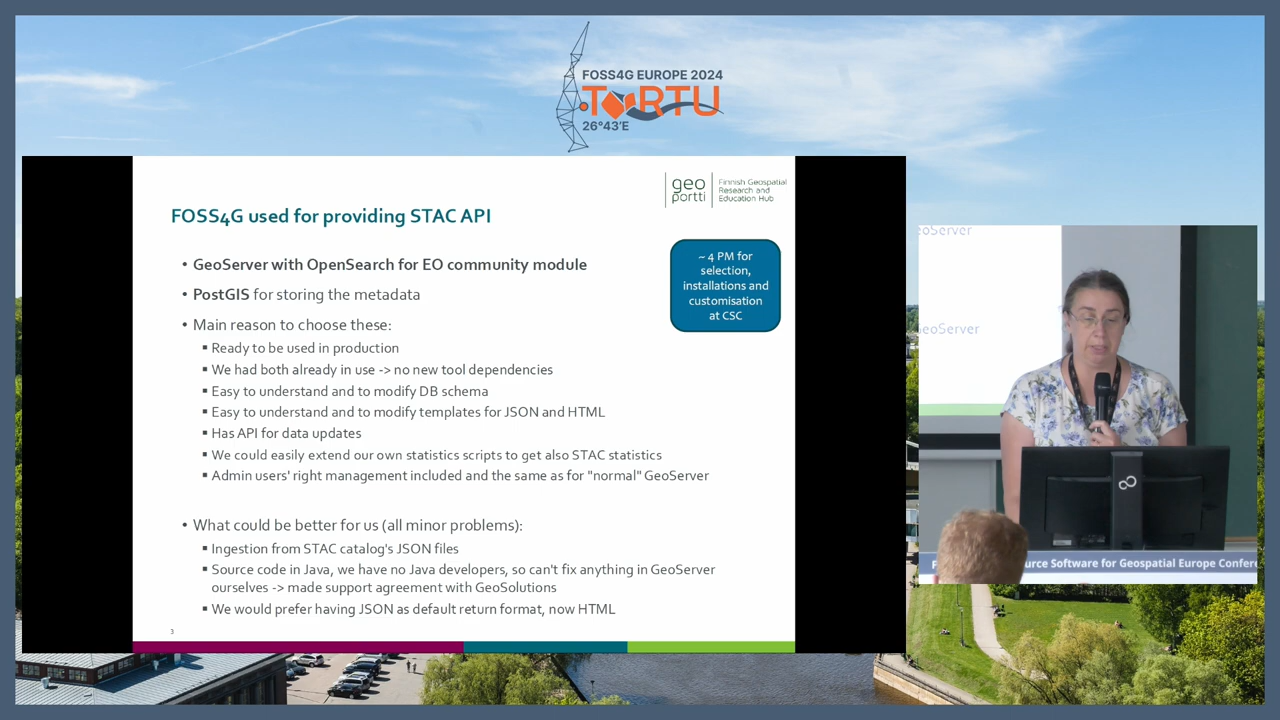 FOSS4G EUROPE 2024
TARTU
26°43'E
geo
portti
Finnish Geospatial
Research and
Education Hub
FOSS4G used for providing STAC API
• GeoServer with OpenSearch for EO community module
• PostGIS for storing the metadata
• Main reason to choose these:
▪ Ready to be used in production
▪ We had both already in use -> no new tool dependencies
▪ Easy to understand and to modify DB schema
▪ Easy to understand and to modify templates for JSON and HTML
▪ Has API for data updates
▪ We could easily extend our own statistics scripts to get also STAC statistics
▪ Admin users' right management included and the same as for "normal" GeoServer
~ 4 PM for
selection,
installations and
customisation
at CSC
• What could be better for us (all minor problems):
▪ Ingestion from STAC catalog's JSON files
▪ Source code in Java, we have no Java developers, so can't fix anything in GeoServer
ourselves -> made support agreement with GeoSolutions
▪ We would prefer having JSON as default return format, now HTML
3
eoServer
GeoServer
urce Software for Geospatial Europe Confere